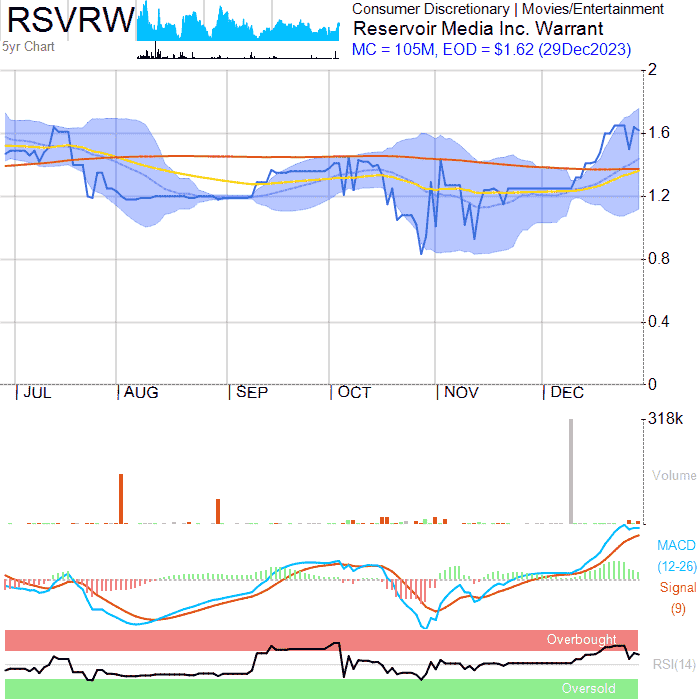 RSVRW
5yr Chart
Consumer Discretionary | Movies/Entertainment
Reservoir Media Inc. Warrant
MC = 105M, EOD = $1.62 (29Dec2023)
2
1.6
1.2
0.8
0.4
0
JUL AUG SEP OCT NOV DEC
318k
Volume
MACD
(12-26)
Signal
(9)
Overbought
RSI(14)
Oversold